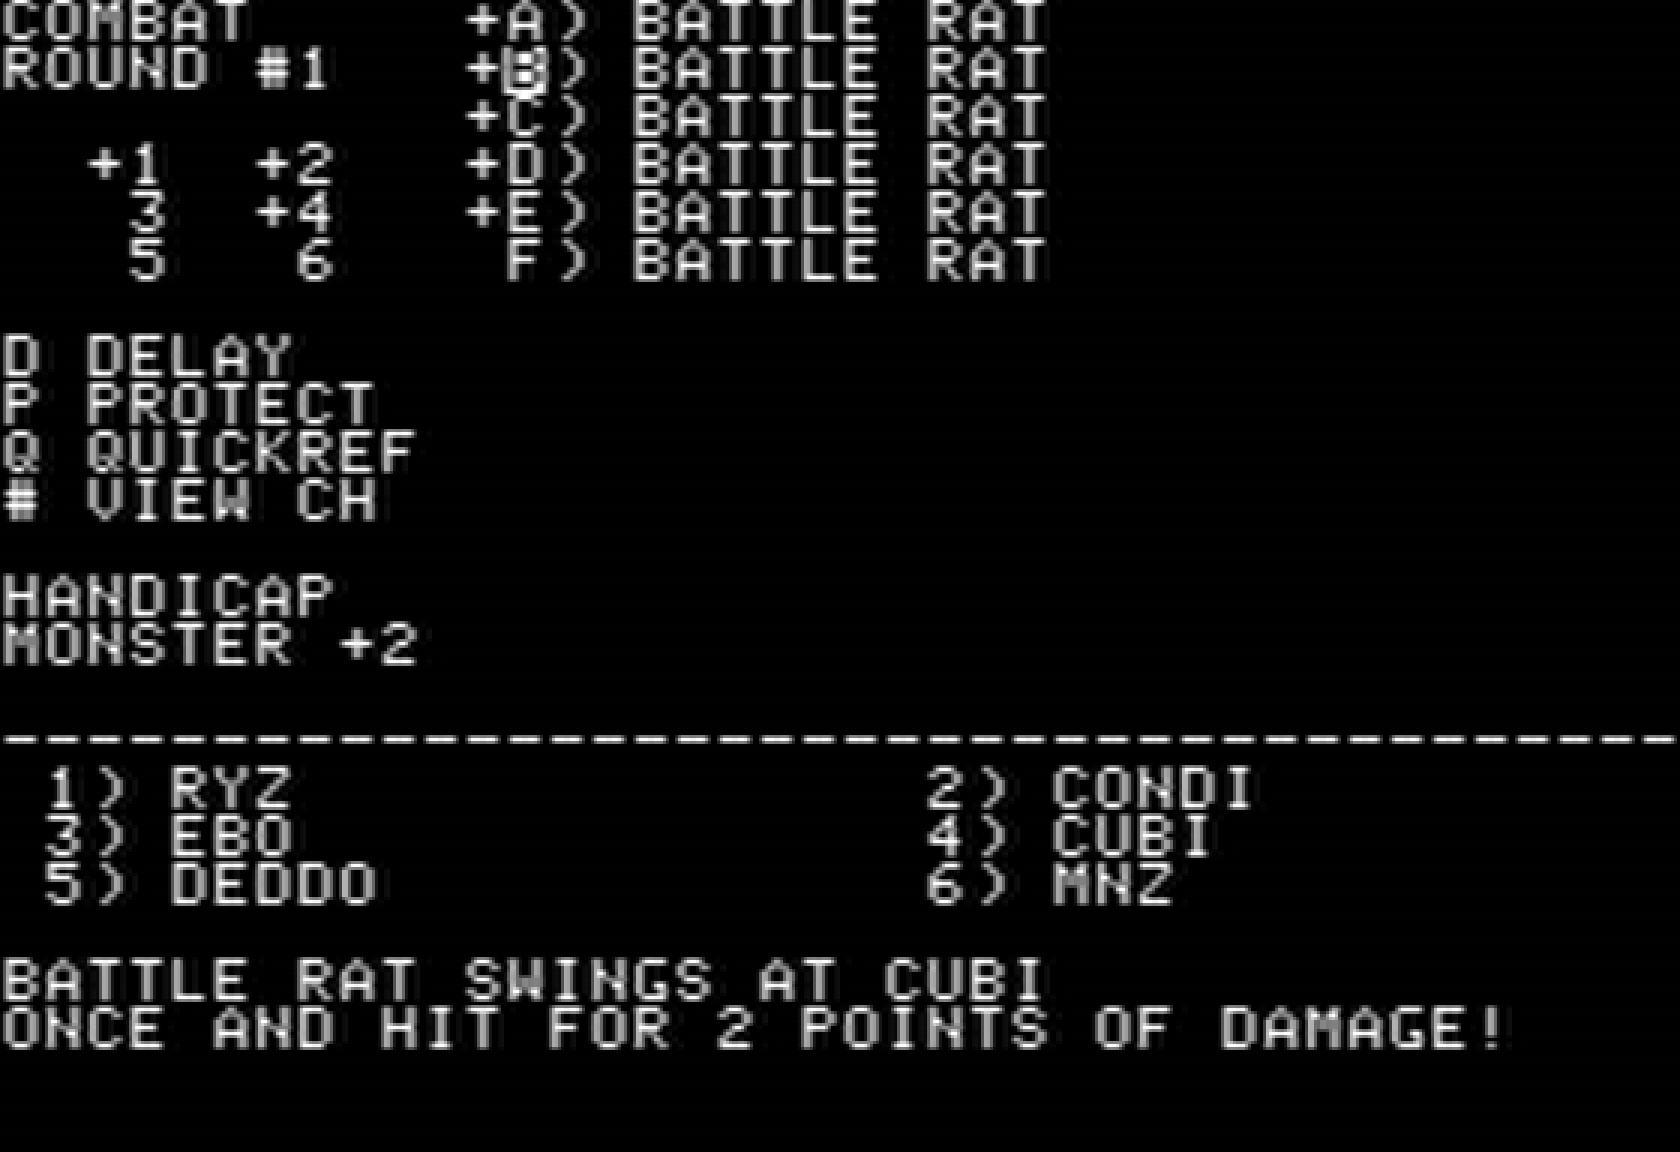 COMBAT +A) BATTLE RAT
ROUND #1 +B) BATTLE RAT
+C) BATTLE RAT
+1 +2 +D) BATTLE RAT
3 +4 +E) BATTLE RAT
5 6 F) BATTLE RAT
D DELAY
P PROTECT
Q QUICKREF
# VIEW CH
HANDICAP
MONSTER +2
----------------------------------------
1) RYZ 2) CONDI
3) EBO 4) CUBI
5) DEDDO 6) MNZ
BATTLE RAT SWINGS AT CUBI
ONCE AND HIT FOR 2 POINTS OF DAMAGE!